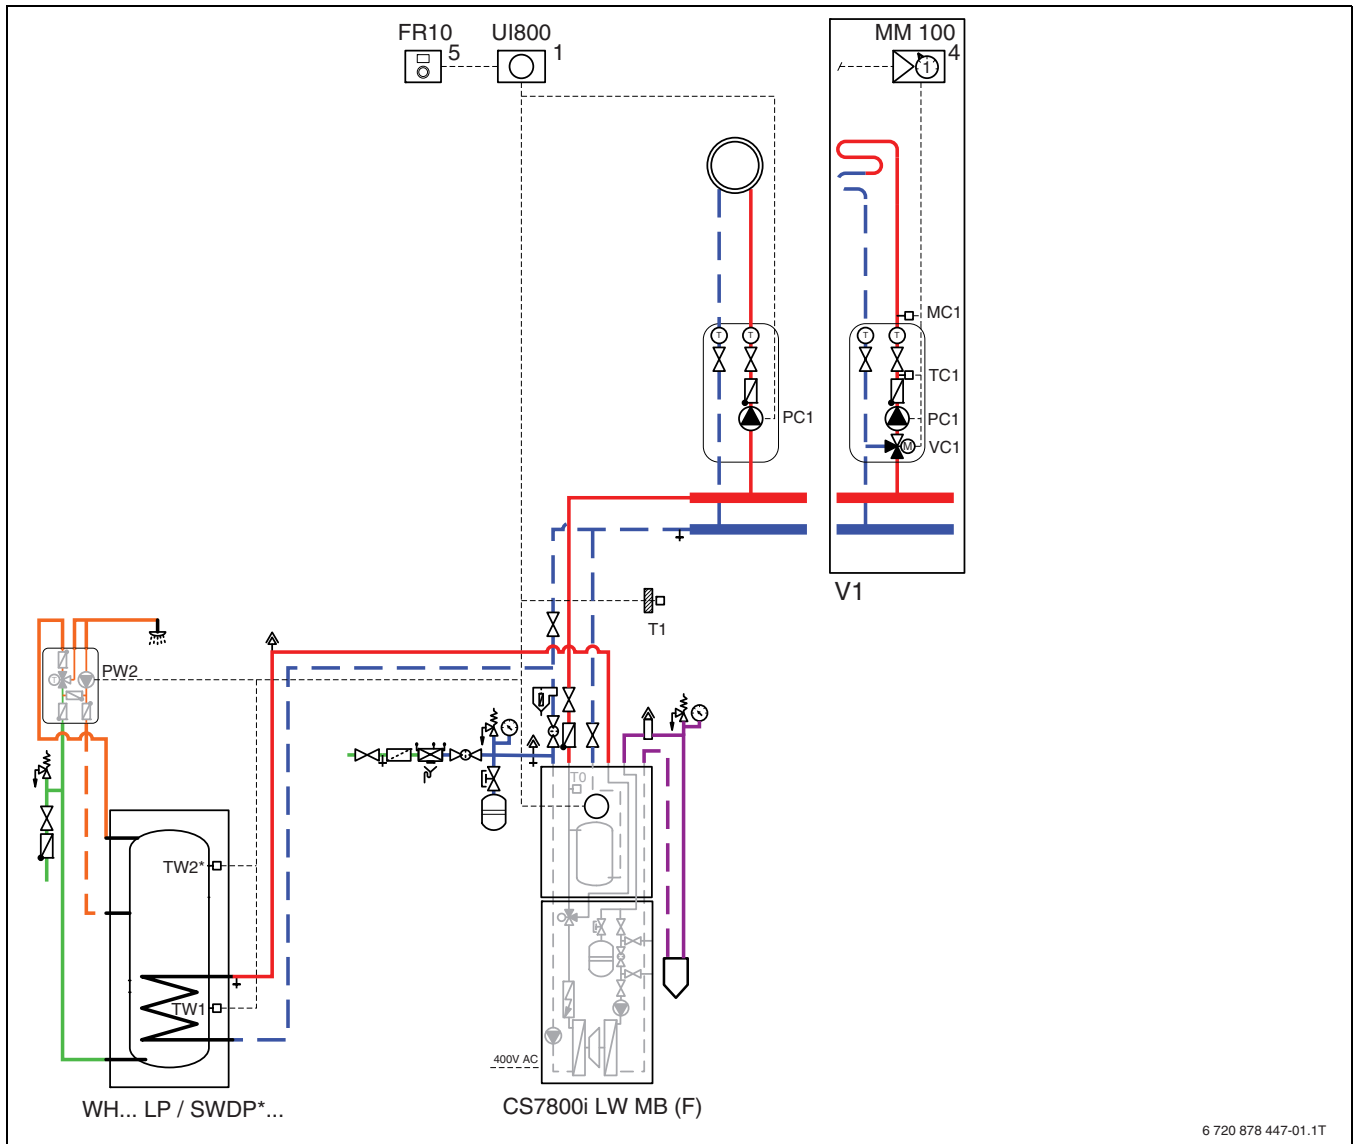 FR10
5
UI800
1
MM 100
4
1
MC1
T
T
T
T
TC1
PC1
PC1
M
VC1
V1
T1
PW2
T
T0
TW2*
TW1
400V AC
WH... LP / SWDP*...
CS7800i LW MB (F)
6 720 878 447-01.1T